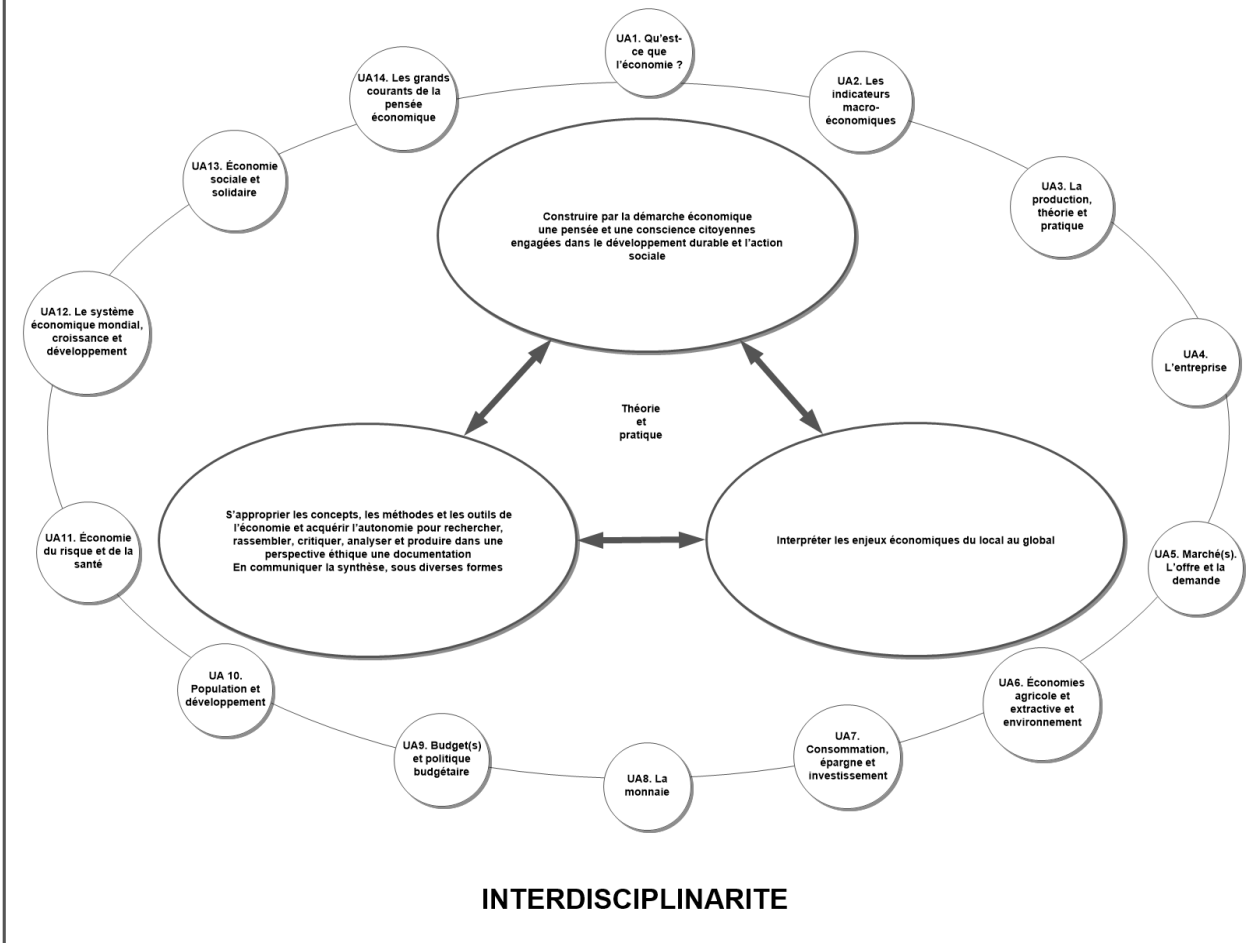 UA1. Qu'est-
ce que
l'économie ?
UA2. Les
indicateurs
macro-
économiques
UA3. La
production,
théorie et
pratique
UA4.
L'entreprise
UA5. Marché(s).
L'offre et la
demande
UA6. Économies
agricole et
extractive et
environnement
UA7.
Consommation,
épargne et
investissement
UA8. La
monnaie
UA9. Budget(s)
et politique
budgétaire
UA 10.
Population et
développement
UA11. Économie
du risque et de la
santé
UA12. Le système
économique mondial,
croissance et
développement
UA13. Économie
sociale et
solidaire
UA14. Les grands
courants de la
pensée
économique
Construire par la démarche économique
une pensée et une conscience citoyennes
engagées dans le développement durable et l'action
sociale
Théorie
et
pratique
S'approprier les concepts, les méthodes et les outils de
l'économie et acquérir l'autonomie pour rechercher,
rassembler, critiquer, analyser et produire dans une
perspective éthique une documentation
En communiquer la synthèse, sous diverses formes
Interpréter les enjeux économiques du local au global
INTERDISCIPLINARITE